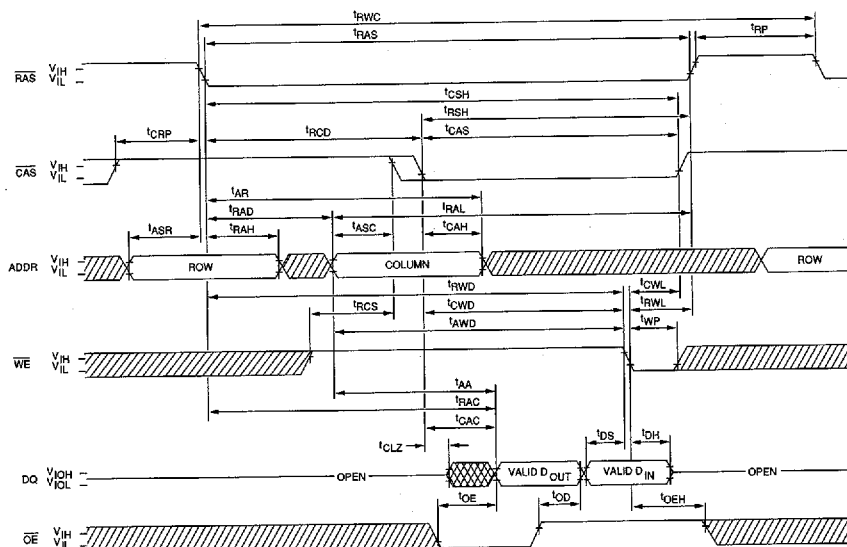 tRWC
tRAS tRP
RAS VIH
VIL
tCSH
tRSH
tCRP tRCD tCAS
CAS VIH
VIL
tAR
tRAD tRAL
tASR tRAH tASC tCAH
ADDR VIH
VIL ROW COLUMN ROW
tRWD tCWL
tRCS tCWD tRWL
tAWD tWP
WE VIH
VIL
tAA
tRAC
tCAC
tCLZ tDS tDH
DQ VIOH
VIOL OPEN VALID DOUT VALID DIN OPEN
tOE tOD tOEH
OE VIH
VIL